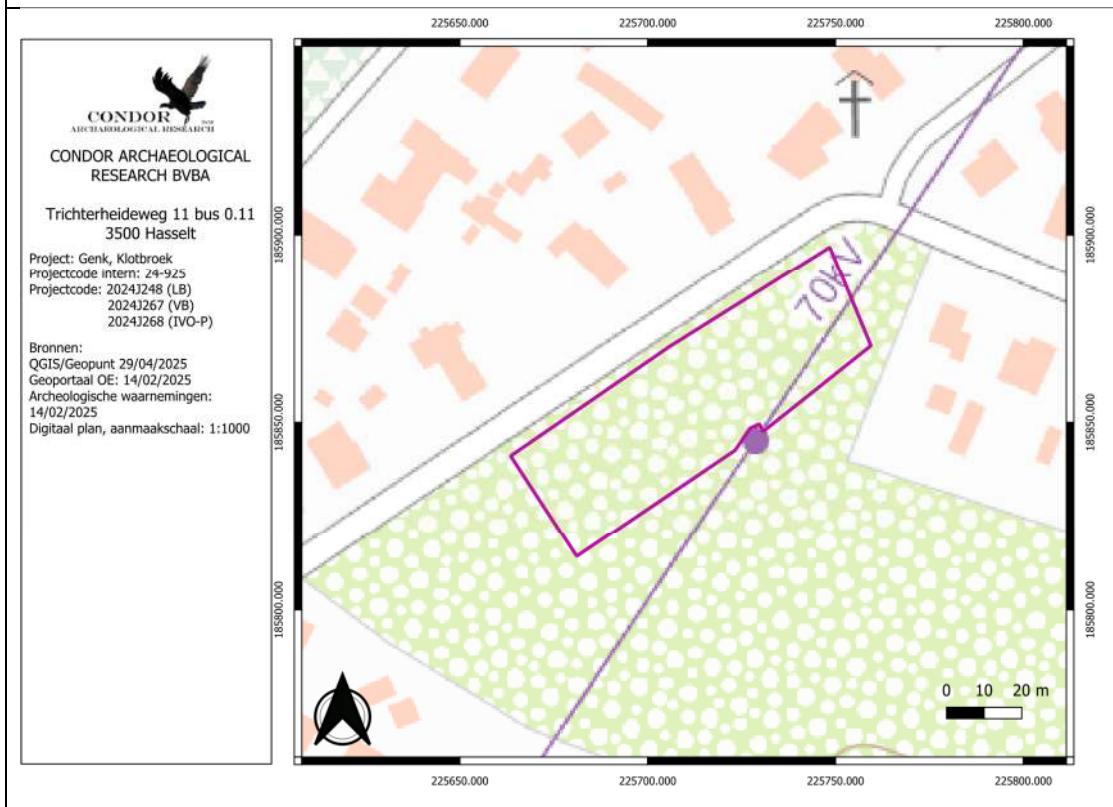 225650.000 225700.000 225750.000 225800.000
CONDOR
ARCHAEOLOGICAL RESEARCH
CONDOR ARCHAEOLOGICAL
RESEARCH BVBA
Trichterheideweg 11 bus 0.11
3500 Hasselt
Project: Genk, Klotbroek
Projectcode intern: 24-925
Projectcode: 2024J248 (LB)
2024J267 (VB)
2024J268 (IVO-P)
Bronnen:
QGIS/Geopunt 29/04/2025
Geoportaal OE: 14/02/2025
Archeologische waarnemingen:
14/02/2025
Digitaal plan, aanmaakschaal: 1:1000
185900.000
185850.000
185800.000
70kV
185900.000
185850.000
185800.000
0 10 20 m
225650.000 225700.000 225750.000 225800.000